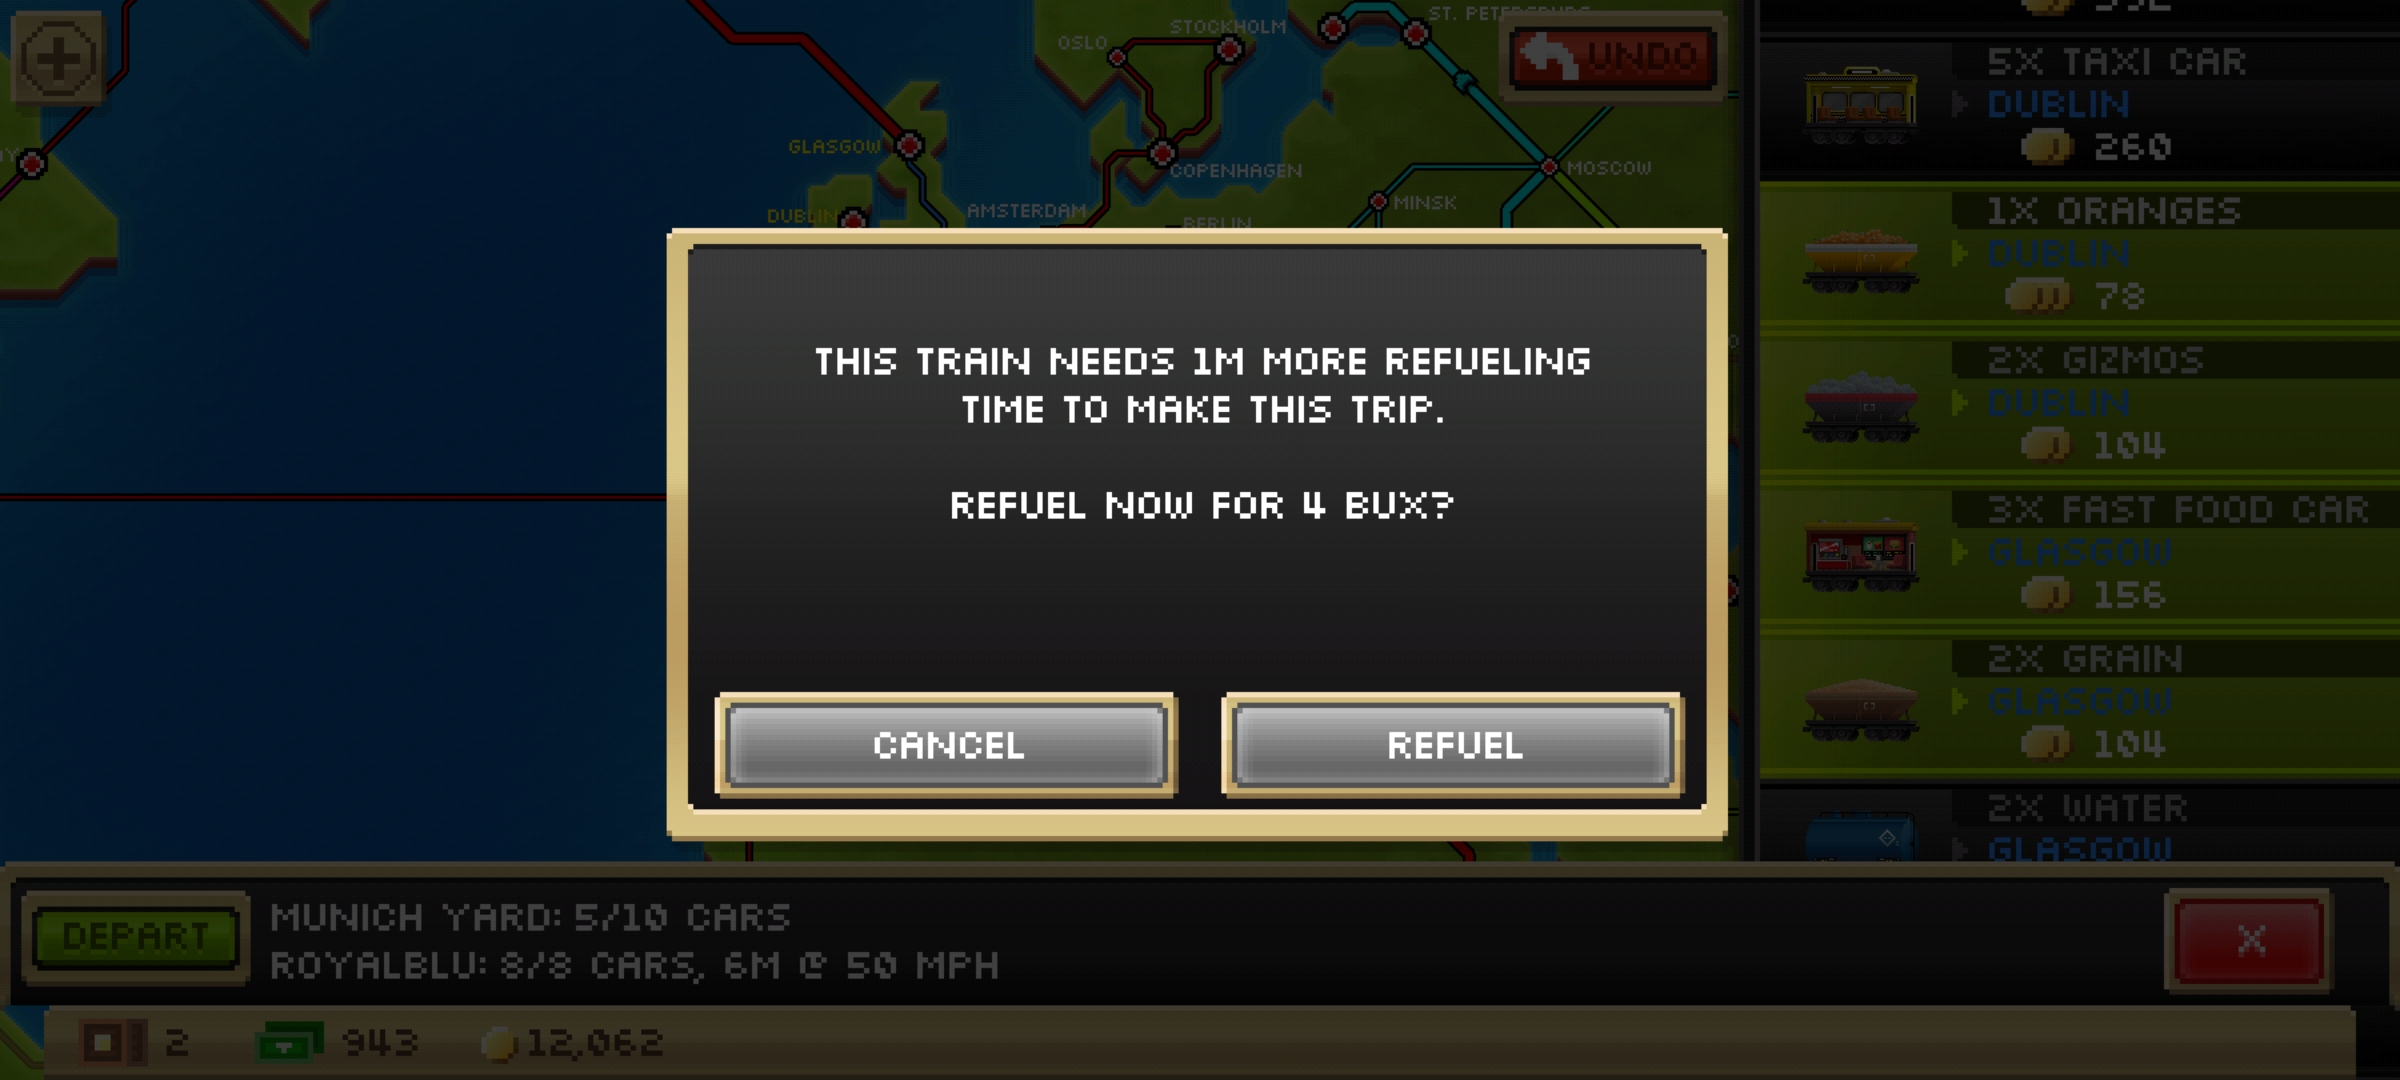 STOCKHOLM
OSLO
UNDO
GLASGOW
COPENHAGEN
MOSCOW
MINSK
AMSTERDAM
DUBLIN
BERLIN
5X TAXI CAR
DUBLIN
260
1X ORANGES
DUBLIN
78
2X GIZMOS
DUBLIN
104
3X FAST FOOD CAR
GLASGOW
156
2X GRAIN
GLASGOW
104
2X WATER
GLASGOW
THIS TRAIN NEEDS 1M MORE REFUELING
TIME TO MAKE THIS TRIP.
REFUEL NOW FOR 4 BUX?
CANCEL
REFUEL
DEPART
MUNICH YARD: 5/10 CARS
ROYALBLU: 8/8 CARS, 6M @ 50 MPH
X
2
943
12,062